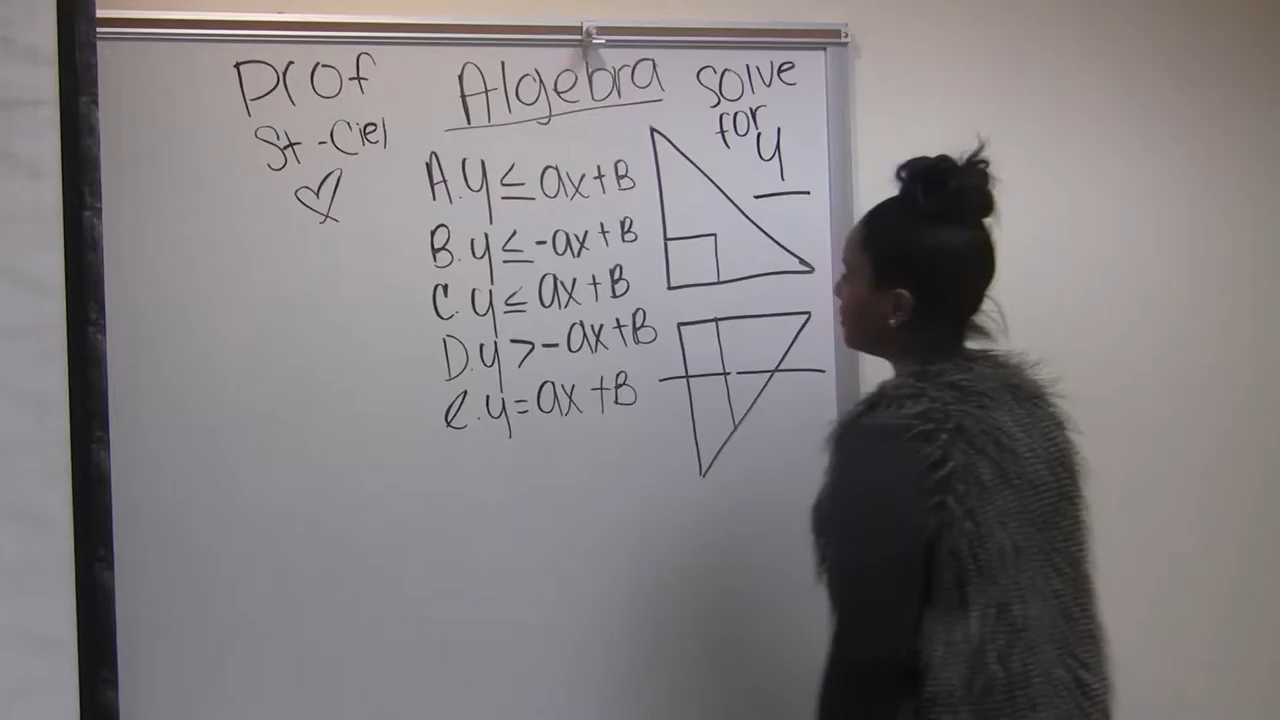 Prof
St-Ciel
Algebra
A. y ≤ ax+B
B. y ≤ -ax+B
C. y ≤ ax+B
D. y > -ax+B
e. y = ax+B
Solve
for
y